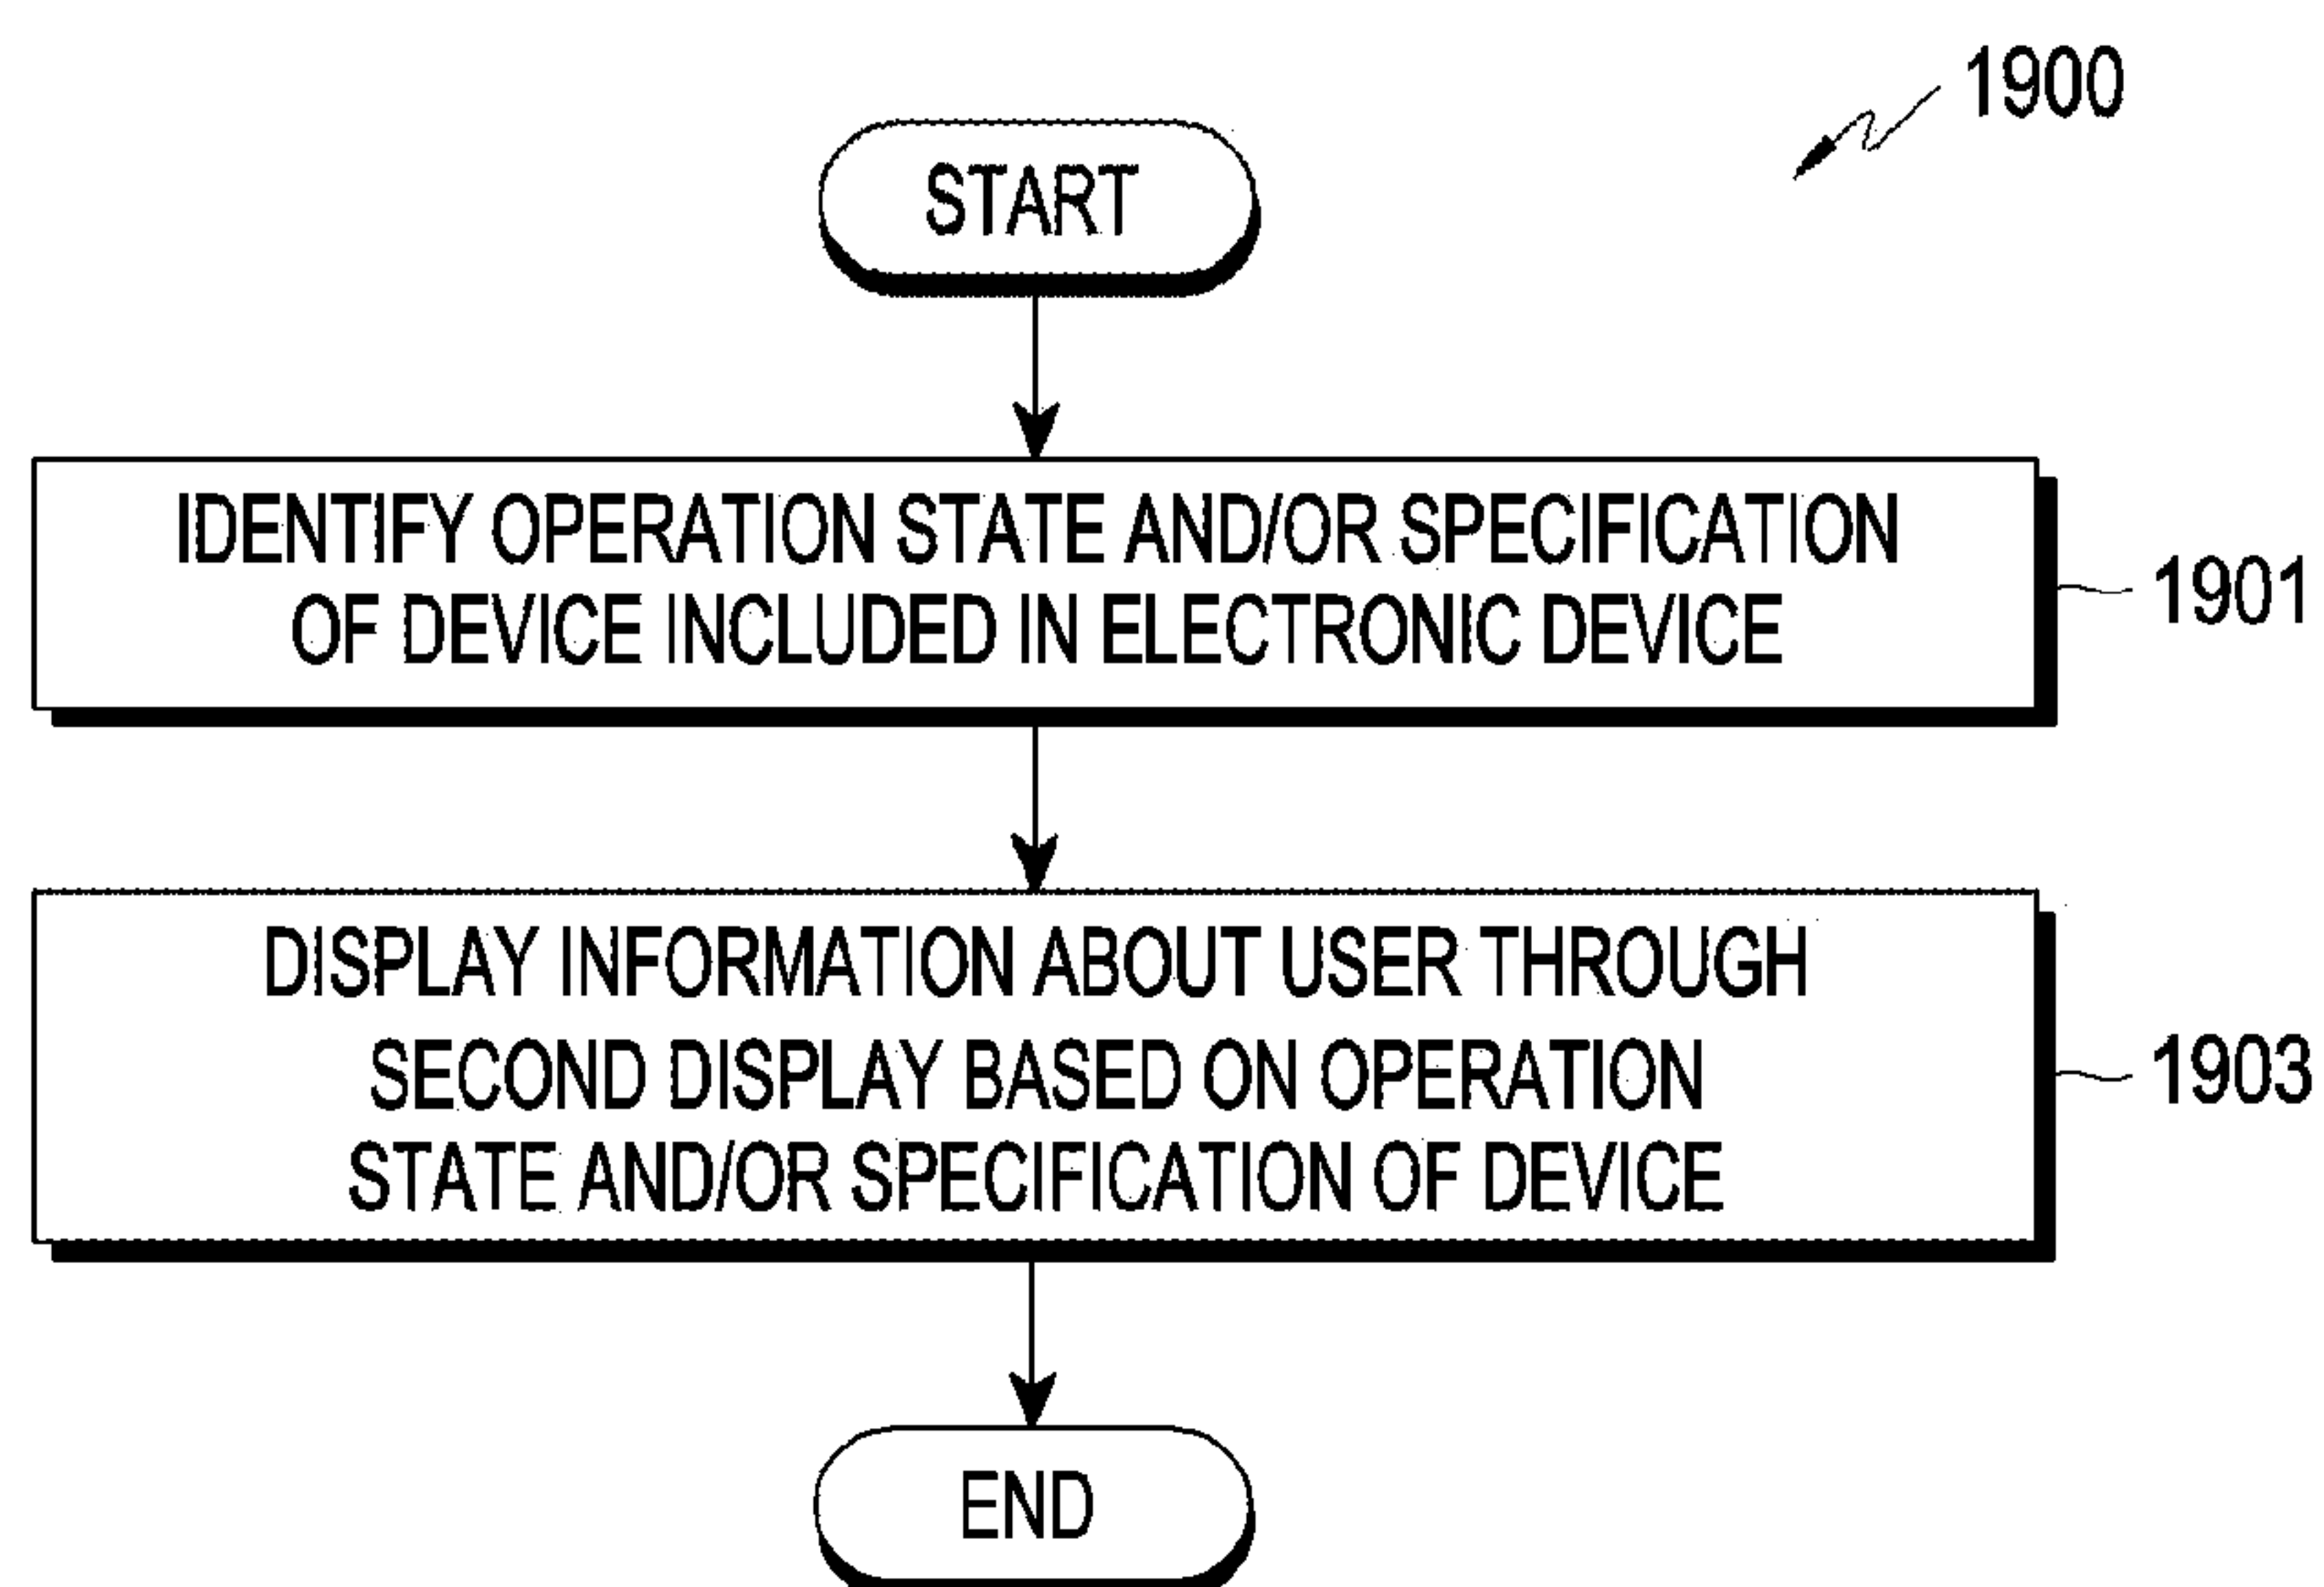 1900
START
IDENTIFY OPERATION STATE AND/OR SPECIFICATION
OF DEVICE INCLUDED IN ELECTRONIC DEVICE
1901
DISPLAY INFORMATION ABOUT USER THROUGH
SECOND DISPLAY BASED ON OPERATION
STATE AND/OR SPECIFICATION OF DEVICE
1903
END